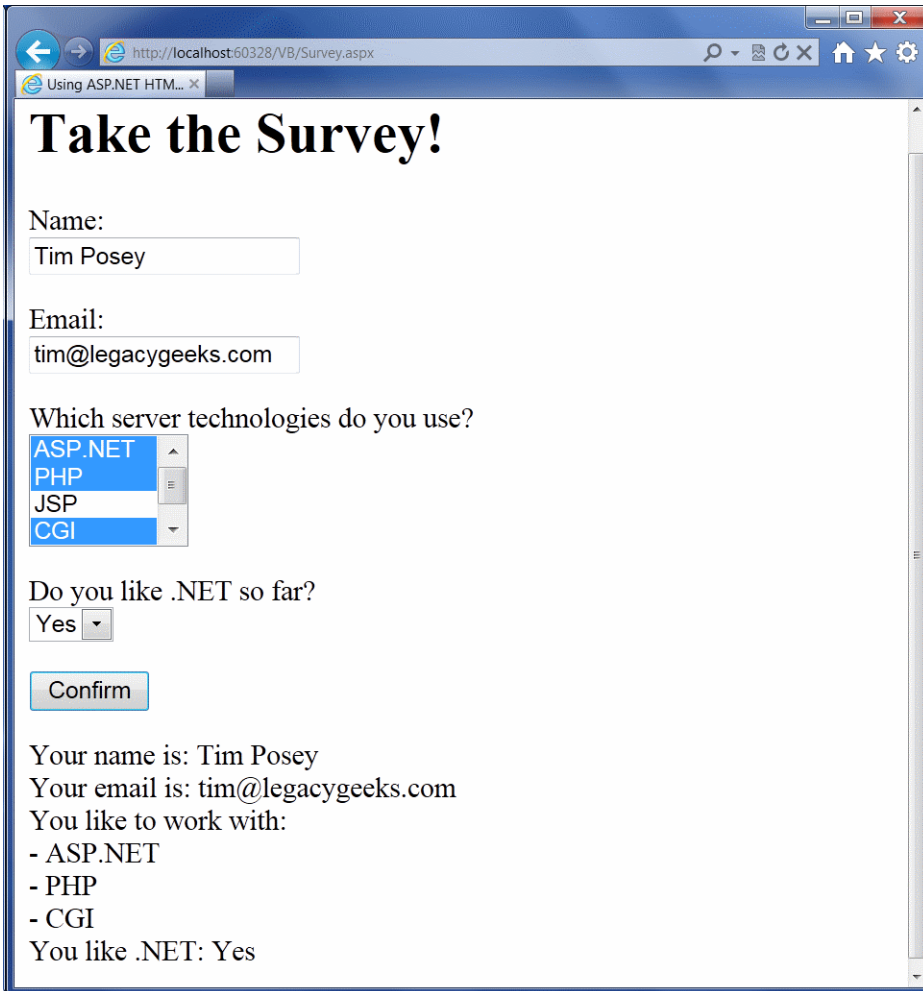 http://localhost:60328/VB/Survey.aspx
Using ASP.NET HTM...
Take the Survey!
Name:
Tim Posey
Email:
tim@legacygeeks.com
Which server technologies do you use?
ASP.NET
PHP
JSP
CGI
Do you like .NET so far?
Yes
Confirm
Your name is: Tim Posey
Your email is: tim@legacygeeks.com
You like to work with:
- ASP.NET
- PHP
- CGI
You like .NET: Yes